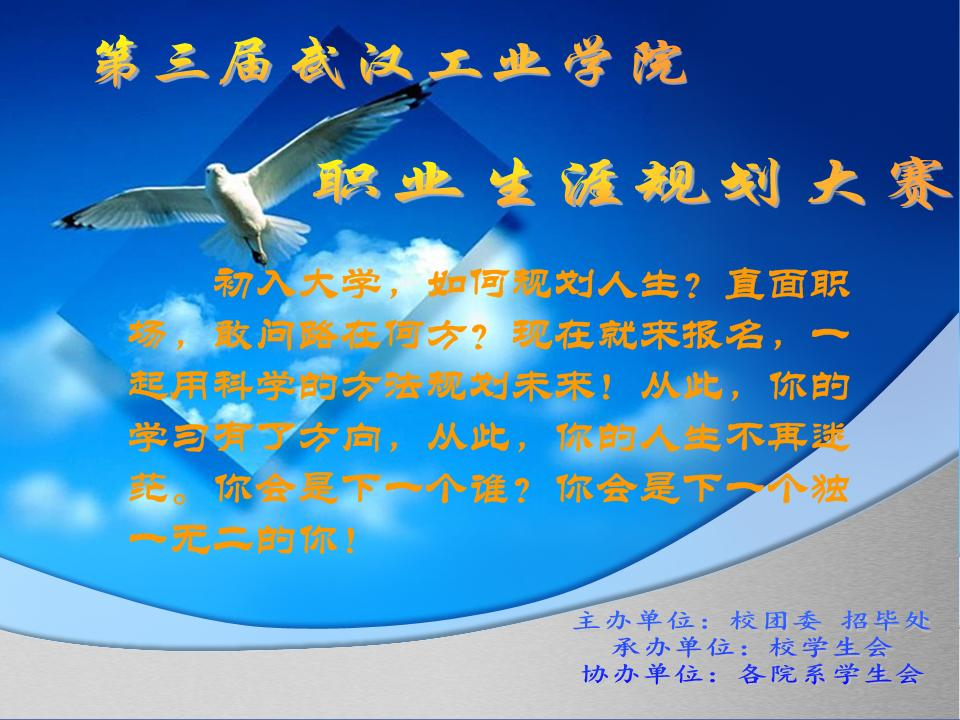 第三届武汉工业学院
职业生涯规划大赛
初入大学，如何规划人生？直面职
场，敢问路在何方？现在就来报名，一
起用科学的方法规划未来！从此，你的
学习有了方向，从此，你的人生不再迷
茫。你会是下一个谁？你会是下一个独
一无二的你！
主办单位：校团委 招毕处
承办单位：校学生会
协办单位：各院系学生会